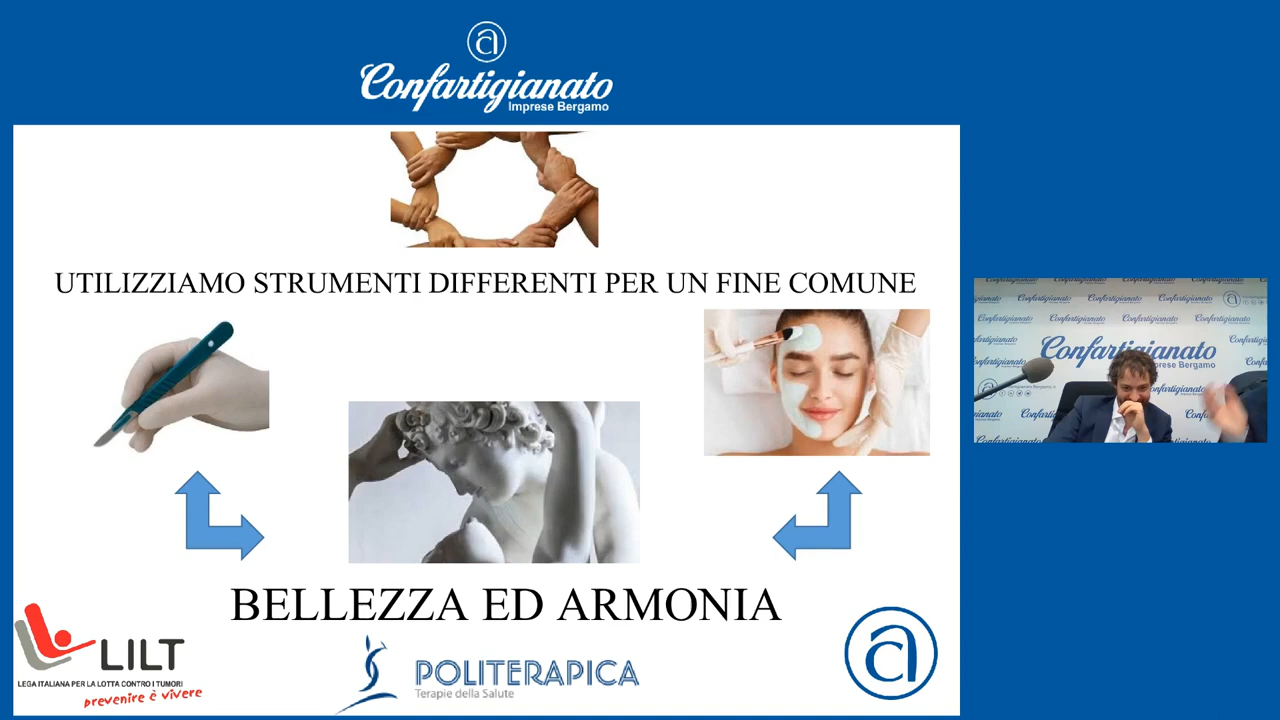 a
Confartigianato
Imprese Bergamo
UTILIZZIAMO STRUMENTI DIFFERENTI PER UN FINE COMUNE
BELLEZZA ED ARMONIA
LILT
LEGA ITALIANA PER LA LOTTA CONTRO I TUMORI
prevenire è vivere
POLITERAPICA
Terapie della Salute
a
Confartigianato
Imprese Bergamo